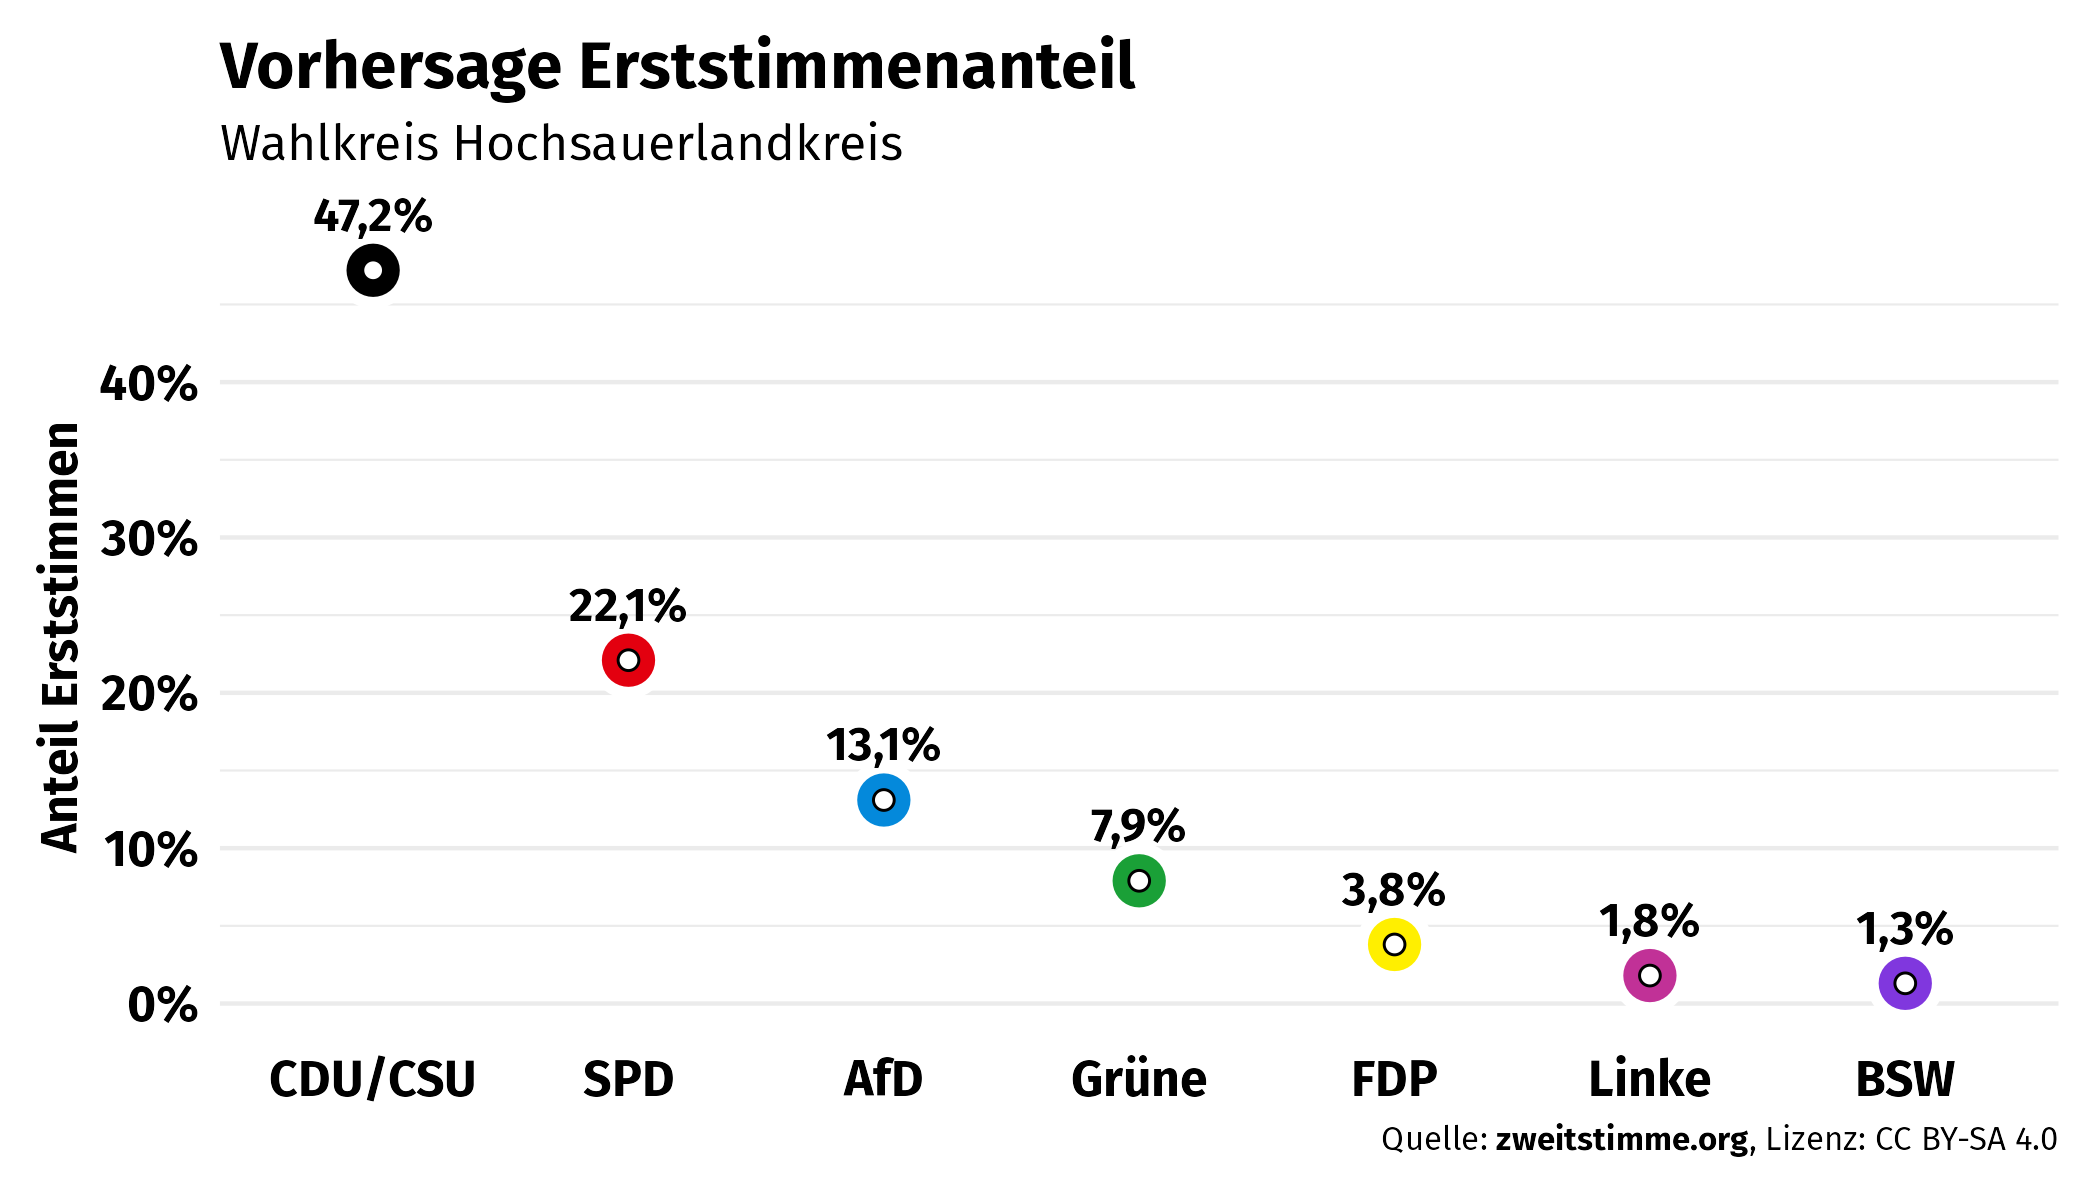 Vorhersage Erststimmenanteil
Wahlkreis Hochsauerlandkreis
47,2%
40%
30%
22,1%
20%
13,1%
10%
7,9%
3,8%
1,8%
1,3%
0%
Anteil Erststimmen
CDU/CSU SPD AfD Grüne FDP Linke BSW
Quelle: zweitstimme.org, Lizenz: CC BY-SA 4.0